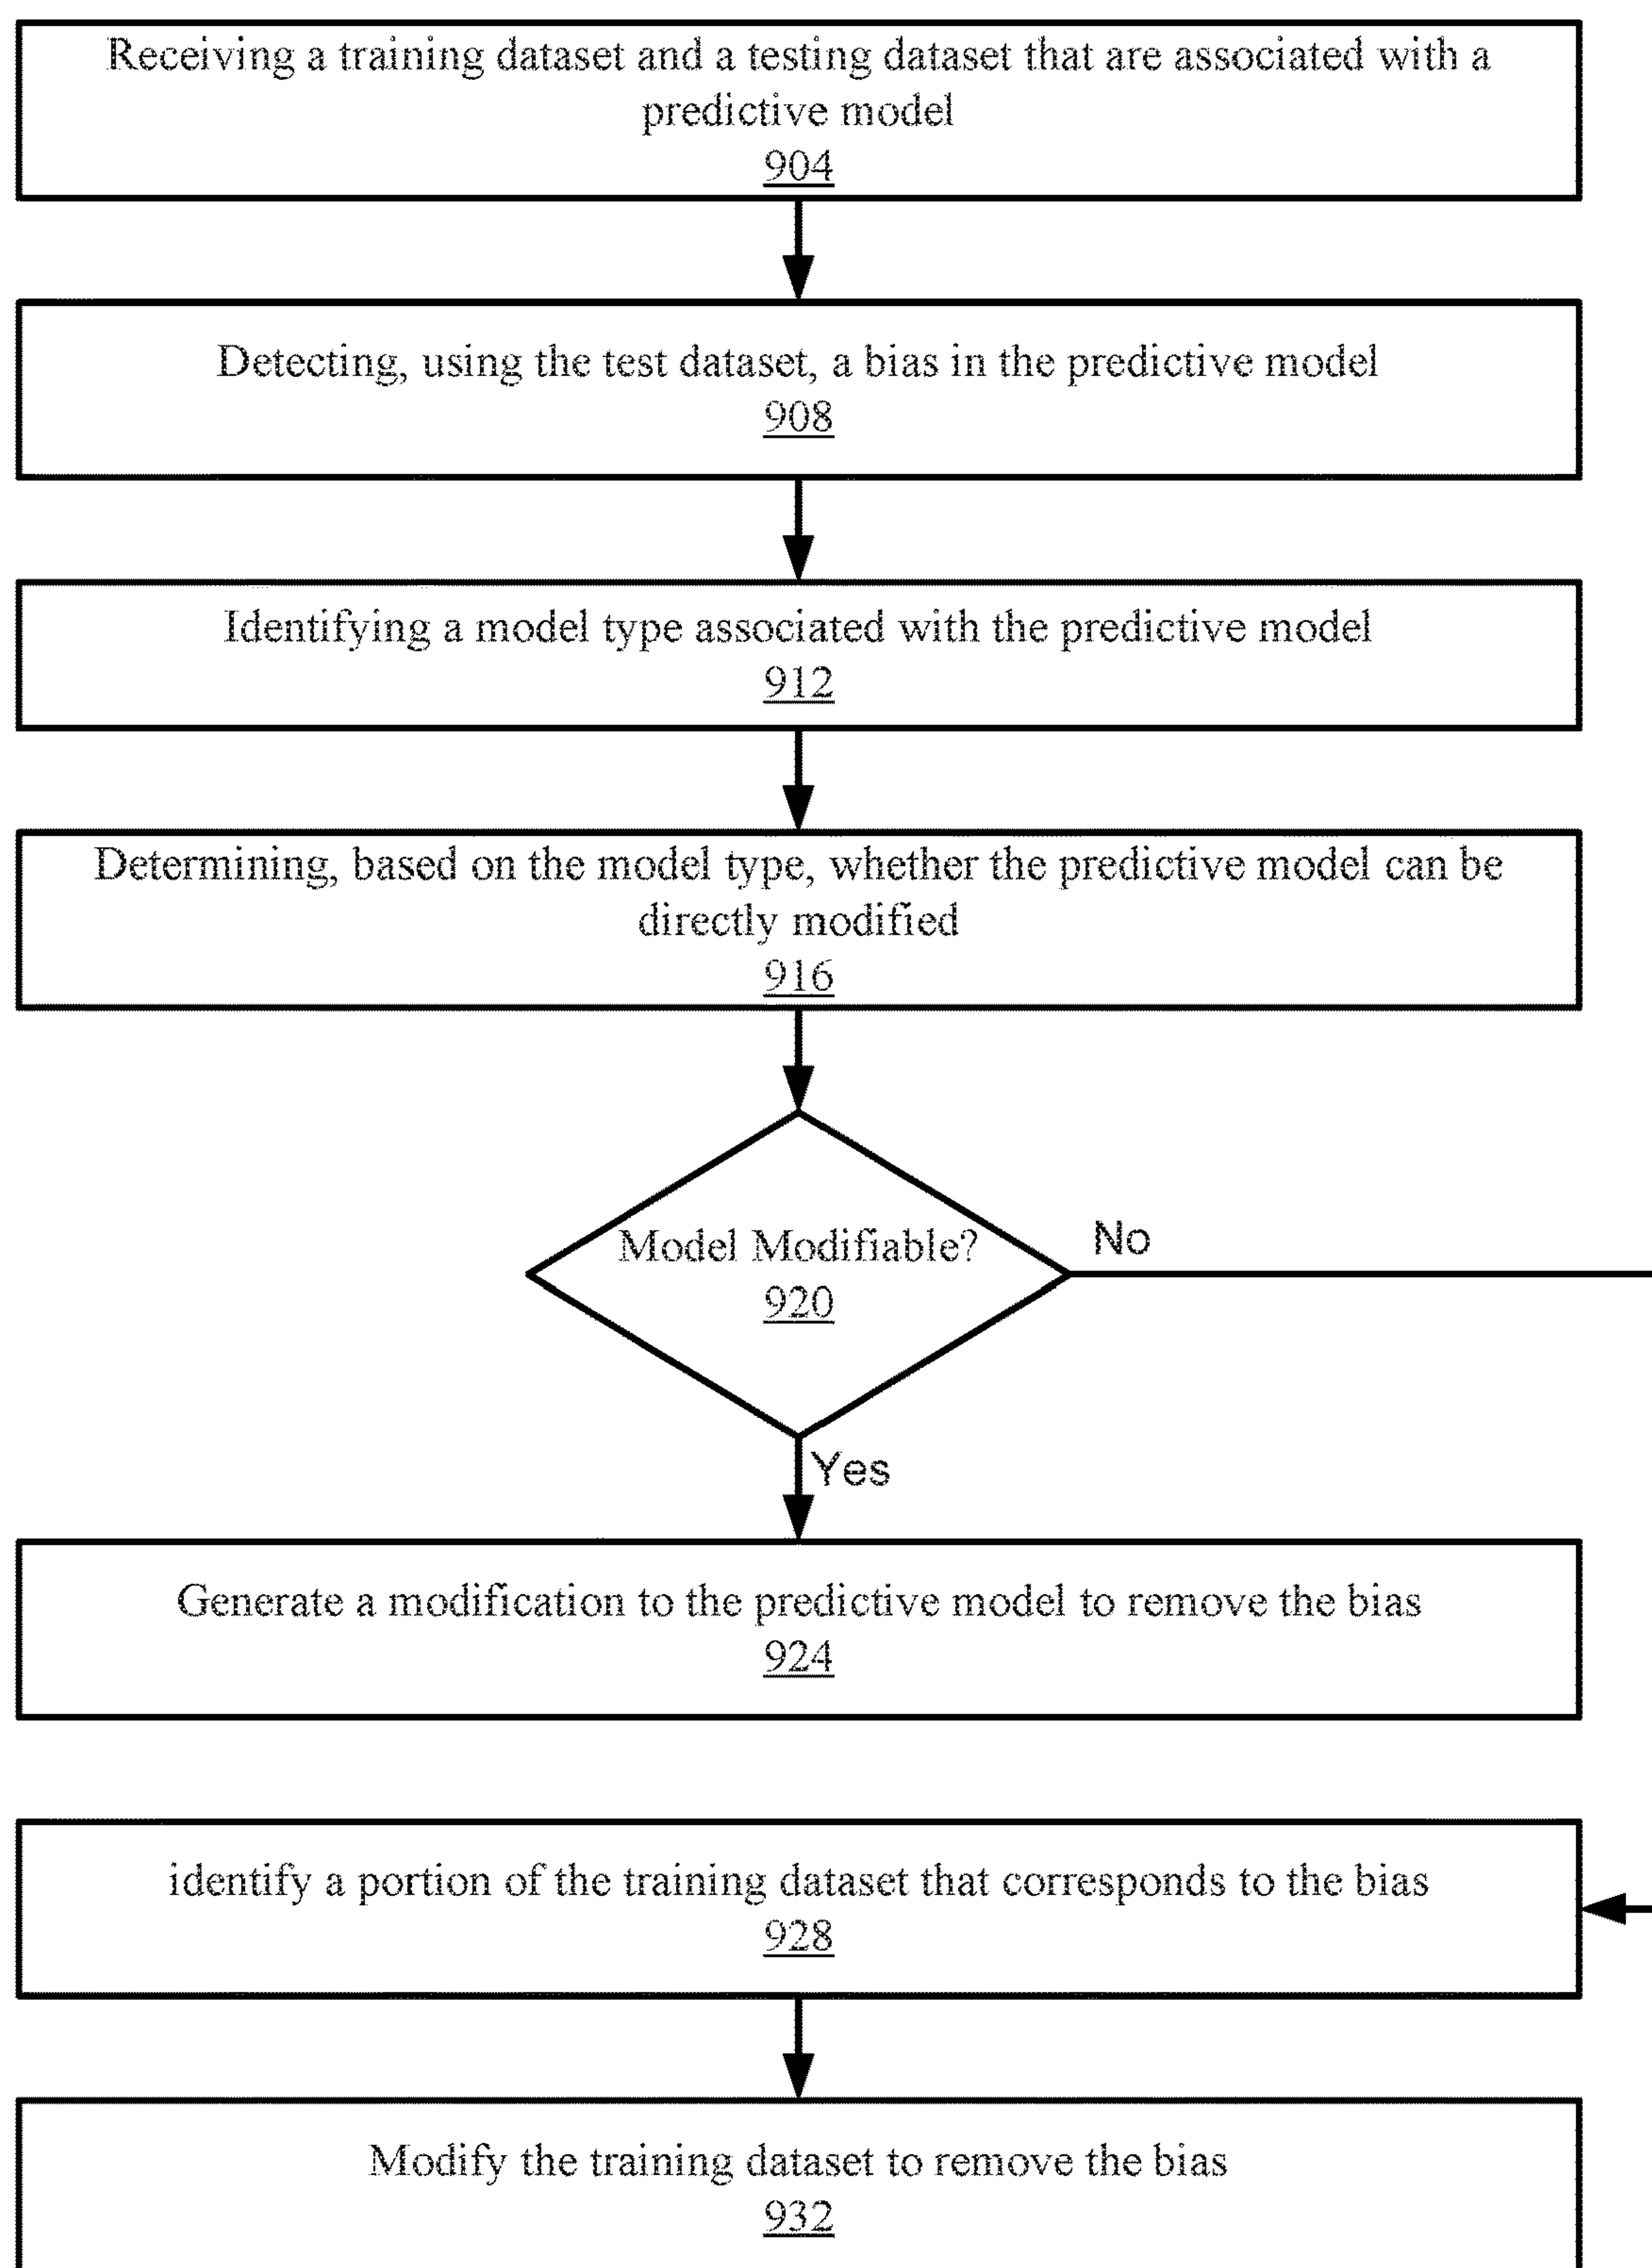 Receiving a training dataset and a testing dataset that are associated with a
predictive model
904
Detecting, using the test dataset, a bias in the predictive model
908
Identifying a model type associated with the predictive model
912
Determining, based on the model type, whether the predictive model can be
directly modified
916
Model Modifiable?
920
No
Yes
Generate a modification to the predictive model to remove the bias
924
identify a portion of the training dataset that corresponds to the bias
928
Modify the training dataset to remove the bias
932